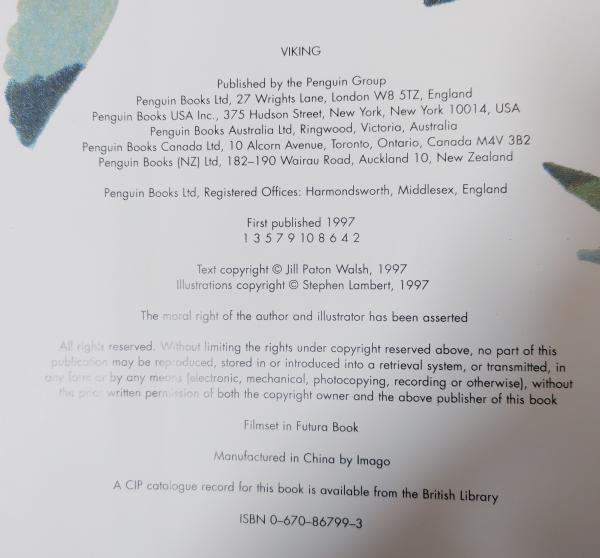 VIKING
Published by the Penguin Group
Penguin Books Ltd, 27 Wrights Lane, London W8 5TZ, England
Penguin Books USA Inc., 375 Hudson Street, New York, New York 10014, USA
Penguin Books Australia Ltd, Ringwood, Victoria, Australia
Penguin Books Canada Ltd, 10 Alcorn Avenue, Toronto, Ontario, Canada M4V 3B2
Penguin Books (NZ) Ltd, 182–190 Wairau Road, Auckland 10, New Zealand
Penguin Books Ltd, Registered Offices: Harmondsworth, Middlesex, England
First published 1997
1 3 5 7 9 10 8 6 4 2
Text copyright © Jill Paton Walsh, 1997
Illustrations copyright © Stephen Lambert, 1997
The moral right of the author and illustrator has been asserted
All rights reserved. Without limiting the rights under copyright reserved above, no part of this
publication may be reproduced, stored in or introduced into a retrieval system, or transmitted, in
any form or by any means (electronic, mechanical, photocopying, recording or otherwise), without
the prior written permission of both the copyright owner and the above publisher of this book
Filmset in Futura Book
Manufactured in China by Imago
A CIP catalogue record for this book is available from the British Library
ISBN 0–670–86799–3